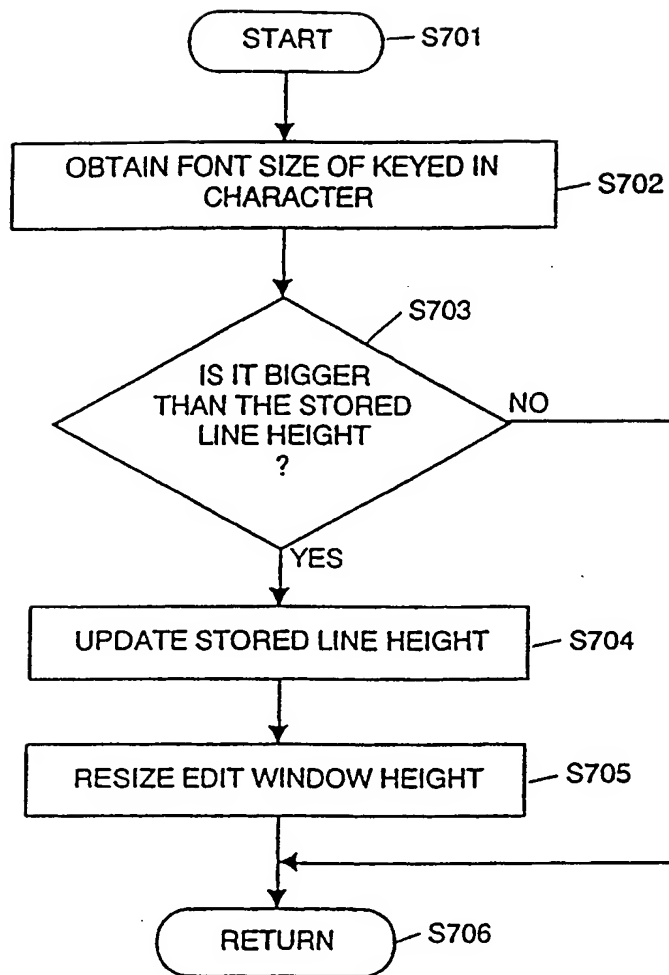 START
S701
OBTAIN FONT SIZE OF KEYED IN
CHARACTER
S702
S703
IS IT BIGGER
THAN THE STORED
LINE HEIGHT
?
NO
YES
UPDATE STORED LINE HEIGHT
S704
RESIZE EDIT WINDOW HEIGHT
S705
RETURN
S706